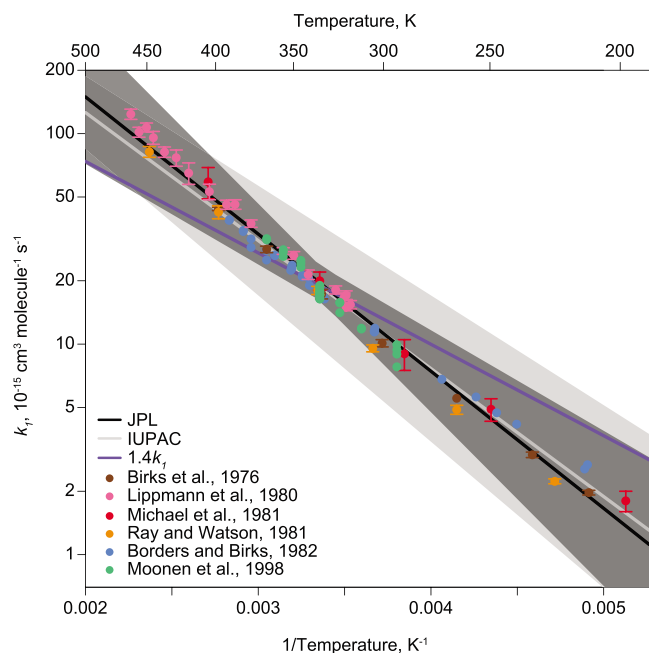 Temperature, K
500 450 400 350 300 250 200
200
100
50
20
10
5
2
1
k₁, 10⁻¹⁵ cm³ molecule⁻¹ s⁻¹
JPL
IUPAC
1.4k₁
Birks et al., 1976
Lippmann et al., 1980
Michael et al., 1981
Ray and Watson, 1981
Borders and Birks, 1982
Moonen et al., 1998
0.002 0.003 0.004 0.005
1/Temperature, K⁻¹